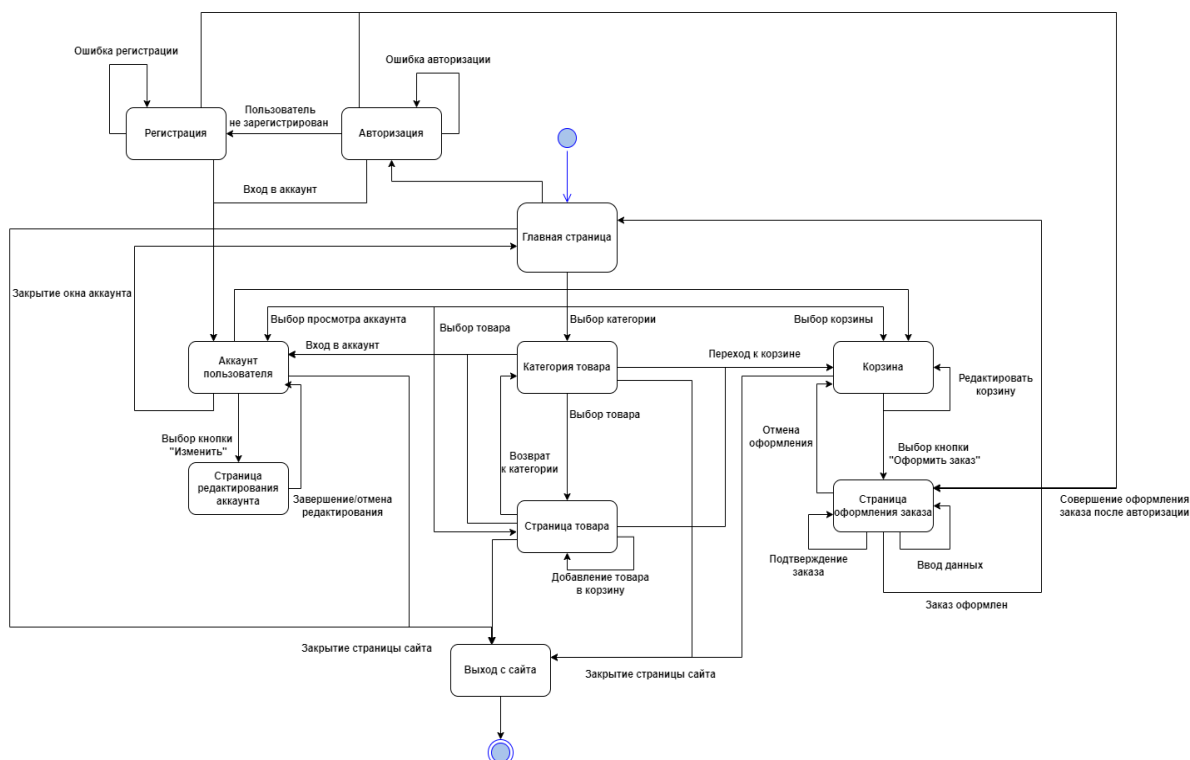 Ошибка регистрации
Ошибка авторизации
Пользователь
не зарегистрирован
Регистрация
Авторизация
Вход в аккаунт
Главная страница
Закрытие окна аккаунта
Выбор просмотра аккаунта
Выбор товара
Выбор категории
Выбор корзины
Вход в аккаунт
Переход к корзине
Аккаунт
пользователя
Категория товара
Корзина
Редактировать
корзину
Выбор товара
Отмена
оформления
Выбор кнопки
"Изменить"
Возврат
к категории
Выбор кнопки
"Оформить заказ"
Страница
редактирования
аккаунта
Завершение/отмена
редактирования
Страница товара
Страница
оформления заказа
Совершение оформления
заказа после авторизации
Добавление товара
в корзину
Подтверждение
заказа
Ввод данных
Заказ оформлен
Закрытие страницы сайта
Выход с сайта
Закрытие страницы сайта